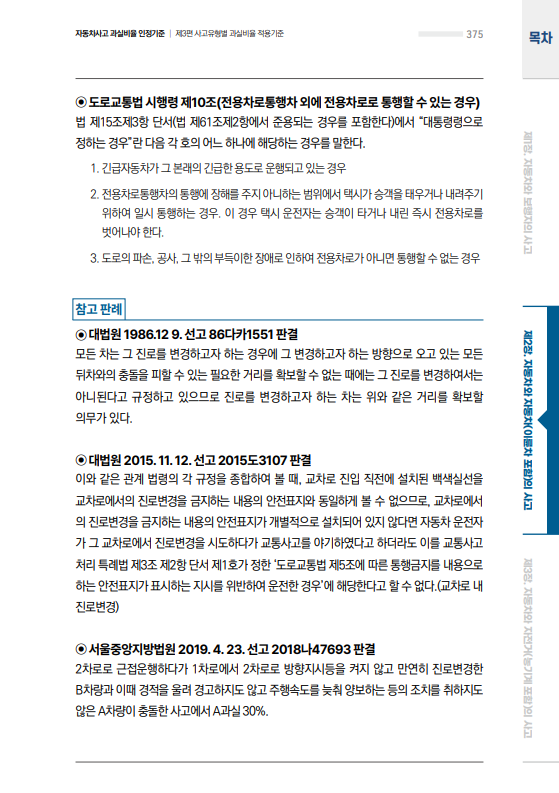 자동차사고 과실비율 인정기준 | 제3편 사고유형별 과실비율 적용기준
375
목차
◉ 도로교통법 시행령 제10조(전용차로통행차 외에 전용차로로 통행할 수 있는 경우)
법 제15조제3항 단서(법 제61조제2항에서 준용되는 경우를 포함한다)에서 “대통령령으로
정하는 경우”란 다음 각 호의 어느 하나에 해당하는 경우를 말한다.
1. 긴급자동차가 그 본래의 긴급한 용도로 운행되고 있는 경우
2. 전용차로통행차의 통행에 장해를 주지 아니하는 범위에서 택시가 승객을 태우거나 내려주기
위하여 일시 통행하는 경우. 이 경우 택시 운전자는 승객이 타거나 내린 즉시 전용차로를
벗어나야 한다.
3. 도로의 파손, 공사, 그 밖의 부득이한 장애로 인하여 전용차로가 아니면 통행할 수 없는 경우
참고 판례
◉ 대법원 1986.12 9. 선고 86다카1551 판결
모든 차는 그 진로를 변경하고자 하는 경우에 그 변경하고자 하는 방향으로 오고 있는 모든
뒤차와의 충돌을 피할 수 있는 필요한 거리를 확보할 수 없는 때에는 그 진로를 변경하여서는
아니된다고 규정하고 있으므로 진로를 변경하고자 하는 차는 위와 같은 거리를 확보할
의무가 있다.
◉ 대법원 2015. 11. 12. 선고 2015도3107 판결
이와 같은 관계 법령의 각 규정을 종합하여 볼 때, 교차로 진입 직전에 설치된 백색실선을
교차로에서의 진로변경을 금지하는 내용의 안전표지와 동일하게 볼 수 없으므로, 교차로에서
의 진로변경을 금지하는 내용의 안전표지가 개별적으로 설치되어 있지 않다면 자동차 운전자
가 그 교차로에서 진로변경을 시도하다가 교통사고를 야기하였다고 하더라도 이를 교통사고
처리 특례법 제3조 제2항 단서 제1호가 정한 ‘도로교통법 제5조에 따른 통행금지를 내용으로
하는 안전표지가 표시하는 지시를 위반하여 운전한 경우’에 해당한다고 할 수 없다.(교차로 내
진로변경)
◉ 서울중앙지방법원 2019. 4. 23. 선고 2018나47693 판결
2차로로 근접운행하다가 1차로에서 2차로로 방향지시등을 켜지 않고 만연히 진로변경한
B차량과 이때 경적을 울려 경고하지도 않고 주행속도를 늦춰 양보하는 등의 조치를 취하지도
않은 A차량이 충돌한 사고에서 A과실 30%.
제1장. 자동차와 보행자의 사고
제2장. 자동차와 자동차(이륜차 포함)의 사고
제3장. 자동차와 자전거(농기계 포함)의 사고